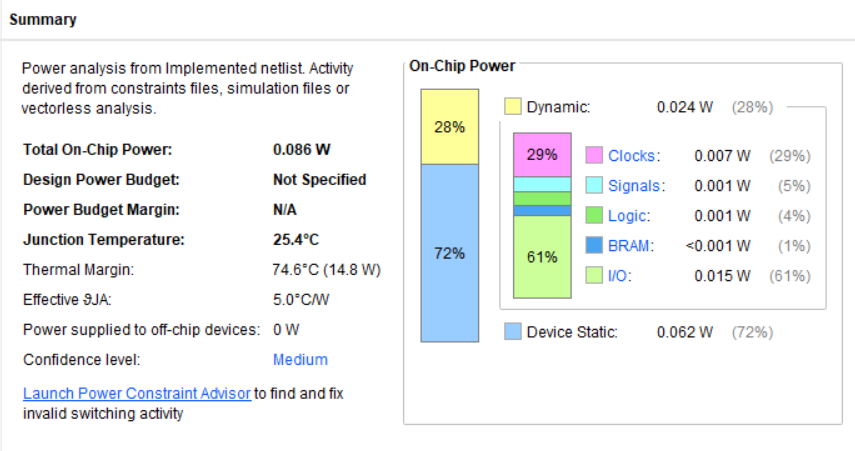 Summary
Power analysis from Implemented netlist. Activity
derived from constraints files, simulation files or
vectorless analysis.
Total On-Chip Power: 0.086 W
Design Power Budget: Not Specified
Power Budget Margin: N/A
Junction Temperature: 25.4°C
Thermal Margin: 74.6°C (14.8 W)
Effective ϑJA: 5.0°C/W
Power supplied to off-chip devices: 0 W
Confidence level: Medium
Launch Power Constraint Advisor to find and fix
invalid switching activity
On-Chip Power
28%
72%
Dynamic: 0.024 W (28%)
29%
61%
Clocks: 0.007 W (29%)
Signals: 0.001 W (5%)
Logic: 0.001 W (4%)
BRAM: <0.001 W (1%)
I/O: 0.015 W (61%)
Device Static: 0.062 W (72%)